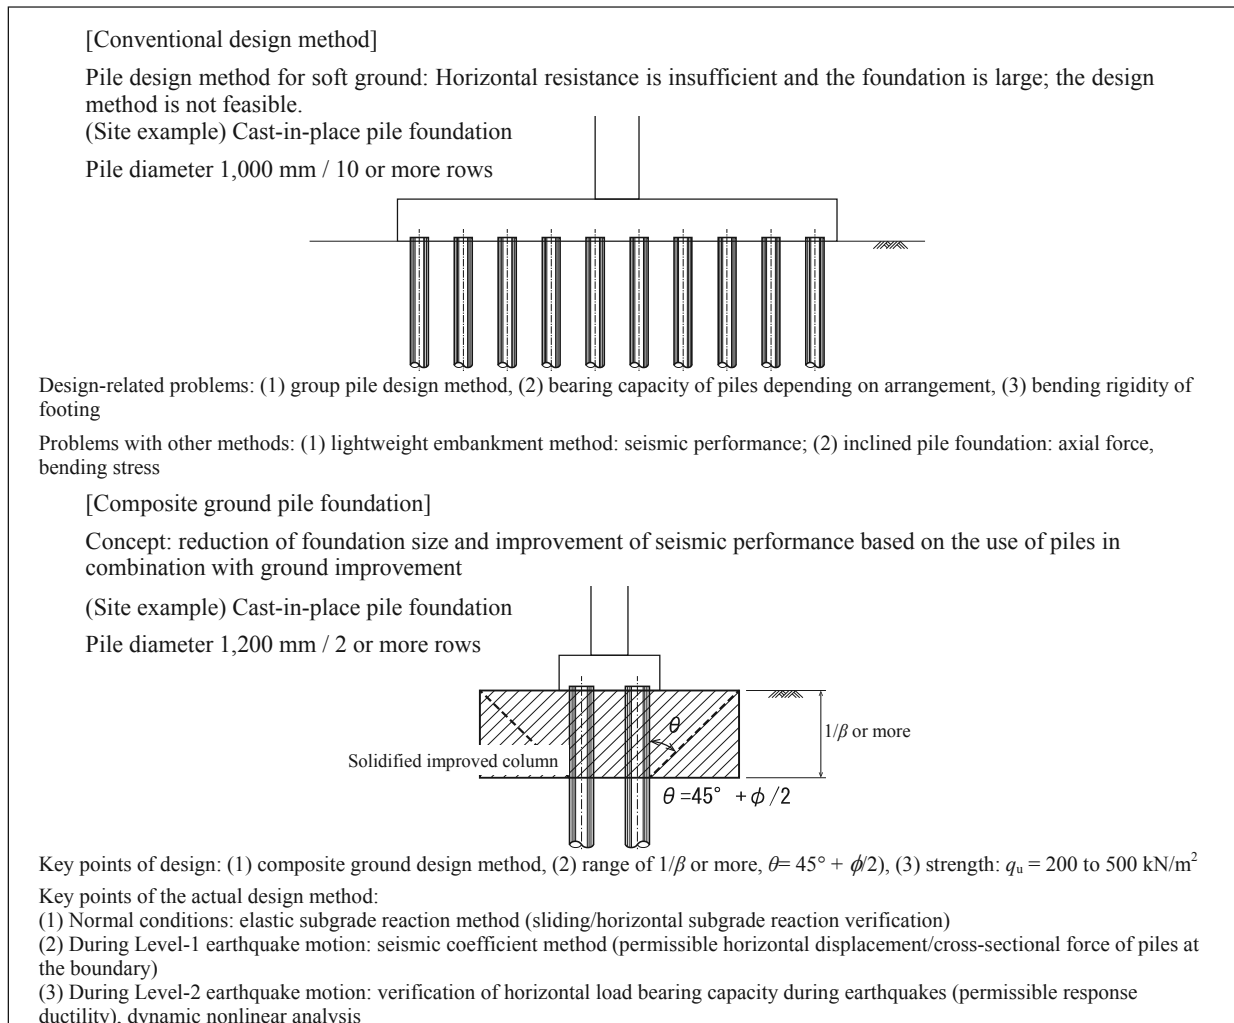 [Conventional design method]
Pile design method for soft ground: Horizontal resistance is insufficient and the foundation is large; the design
method is not feasible.
(Site example) Cast-in-place pile foundation
Pile diameter 1,000 mm / 10 or more rows
Design-related problems: (1) group pile design method, (2) bearing capacity of piles depending on arrangement, (3) bending rigidity of
footing
Problems with other methods: (1) lightweight embankment method: seismic performance; (2) inclined pile foundation: axial force,
bending stress
[Composite ground pile foundation]
Concept: reduction of foundation size and improvement of seismic performance based on the use of piles in
combination with ground improvement
(Site example) Cast-in-place pile foundation
Pile diameter 1,200 mm / 2 or more rows
θ
1/β or more
Solidified improved column
θ=45° + φ/2
Key points of design: (1) composite ground design method, (2) range of 1/β or more, θ= 45° + ϕ/2), (3) strength: qu = 200 to 500 kN/m²
Key points of the actual design method:
(1) Normal conditions: elastic subgrade reaction method (sliding/horizontal subgrade reaction verification)
(2) During Level-1 earthquake motion: seismic coefficient method (permissible horizontal displacement/cross-sectional force of piles at
the boundary)
(3) During Level-2 earthquake motion: verification of horizontal load bearing capacity during earthquakes (permissible response
ductility), dynamic nonlinear analysis